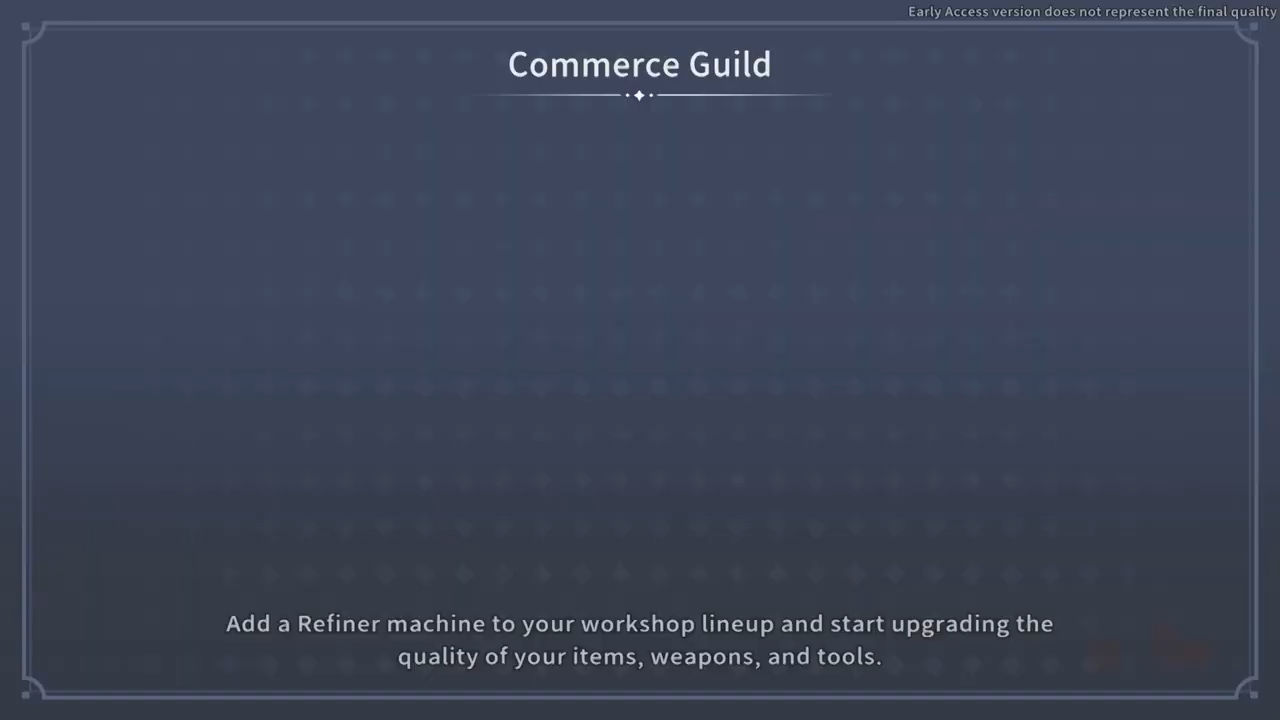 Early Access version does not represent the final quality
Commerce Guild
Add a Refiner machine to your workshop lineup and start upgrading the
quality of your items, weapons, and tools.